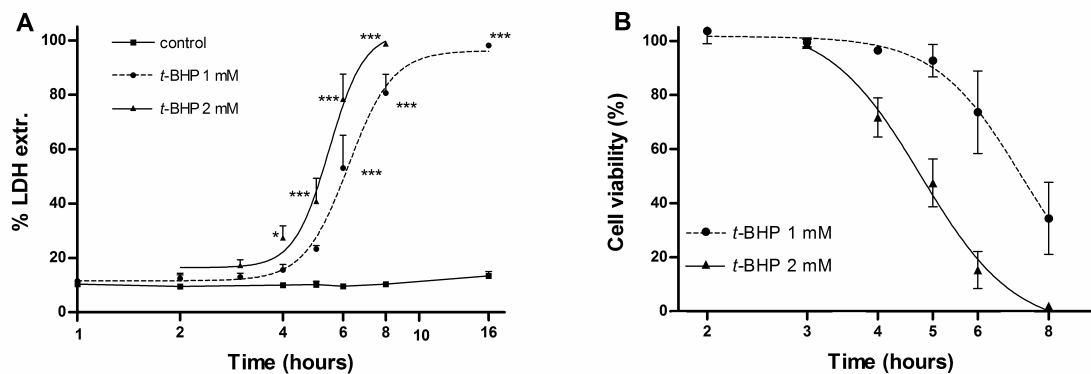 A
% LDH extr.
100
80
60
40
20
0
control
t-BHP 1 mM
t-BHP 2 mM
*
***
***
***
***
***
***
1
2
4
6
8
10
16
Time (hours)
B
Cell viability (%)
100
80
60
40
20
0
t-BHP 1 mM
t-BHP 2 mM
2
3
4
5
6
8
Time (hours)